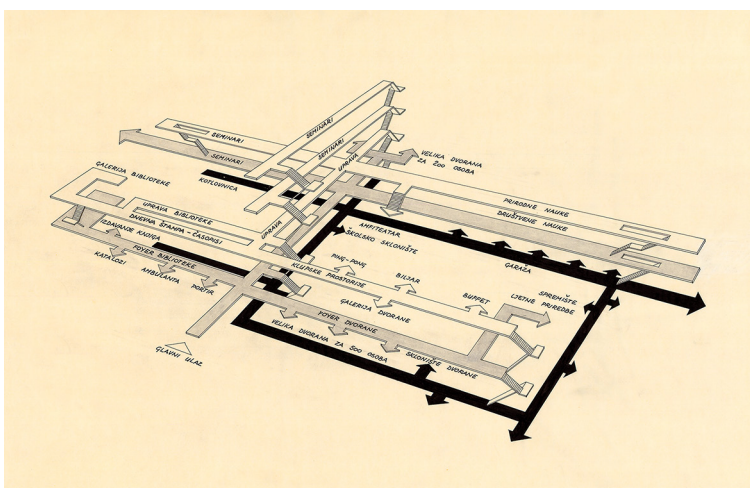 SEMINARI
SEMINARI
SEMINARI
SEMINARI
UPRAVA
VELIKA DVORANA
ZA 200 OSOBA
GALERIJA BIBLIOTEKE
KOTLOVNICA
PRIRODNE NAUKE
DRUŠTVENE NAUKE
UPRAVA BIBLIOTEKE
DNEVNA ŠTAMPA - ČASOPISI
IZDAVANJE KNJIGA
UPRAVA
AMFITEATAR
ŠKOLSKO SKLONIŠTE
FOYER BIBLIOTEKE
KATALOZI
AMBULANTA
PORTIR
KLUPSKE PROSTORIJE
PING-PONG
BILJAR
BUFFET
GARAŽA
SPREMIŠTE
LJETNE PRIREDBE
GALERIJA DVORANE
FOYER DVORANE
VELIKA DVORANA ZA 500 OSOBA
SKLONIŠTE DVORANE
GLAVNI ULAZ